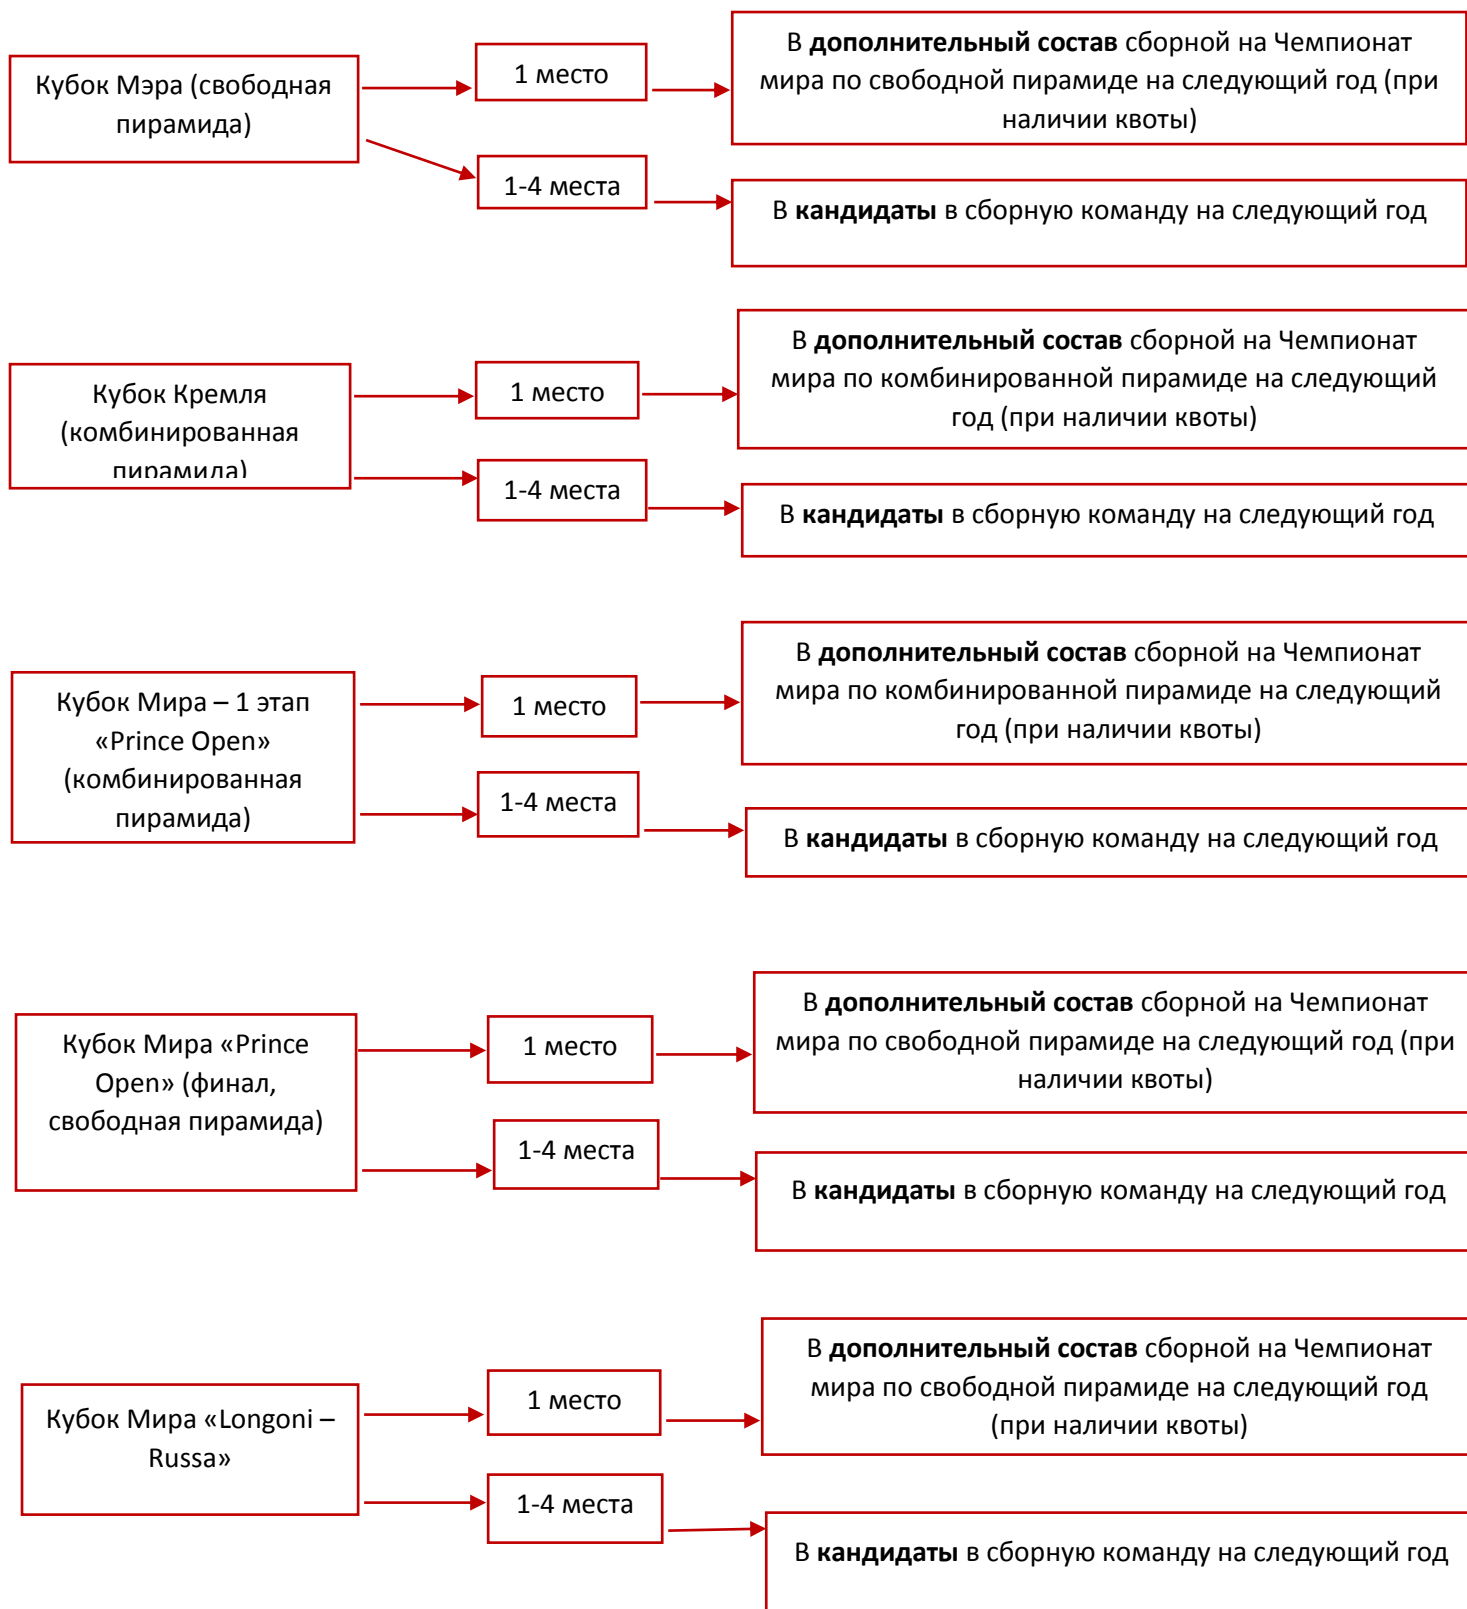 Кубок Мэра (свободная
пирамида)
1 место
В дополнительный состав сборной на Чемпионат
мира по свободной пирамиде на следующий год (при
наличии квоты)
1-4 места
В кандидаты в сборную команду на следующий год
Кубок Кремля
(комбинированная
пирамида)
1 место
В дополнительный состав сборной на Чемпионат
мира по комбинированной пирамиде на следующий
год (при наличии квоты)
1-4 места
В кандидаты в сборную команду на следующий год
Кубок Мира – 1 этап
«Prince Open»
(комбинированная
пирамида)
1 место
В дополнительный состав сборной на Чемпионат
мира по комбинированной пирамиде на следующий
год (при наличии квоты)
1-4 места
В кандидаты в сборную команду на следующий год
Кубок Мира «Prince
Open» (финал,
свободная пирамида)
1 место
В дополнительный состав сборной на Чемпионат
мира по свободной пирамиде на следующий год (при
наличии квоты)
1-4 места
В кандидаты в сборную команду на следующий год
Кубок Мира «Longoni –
Russa»
1 место
В дополнительный состав сборной на Чемпионат
мира по свободной пирамиде на следующий год
(при наличии квоты)
1-4 места
В кандидаты в сборную команду на следующий год